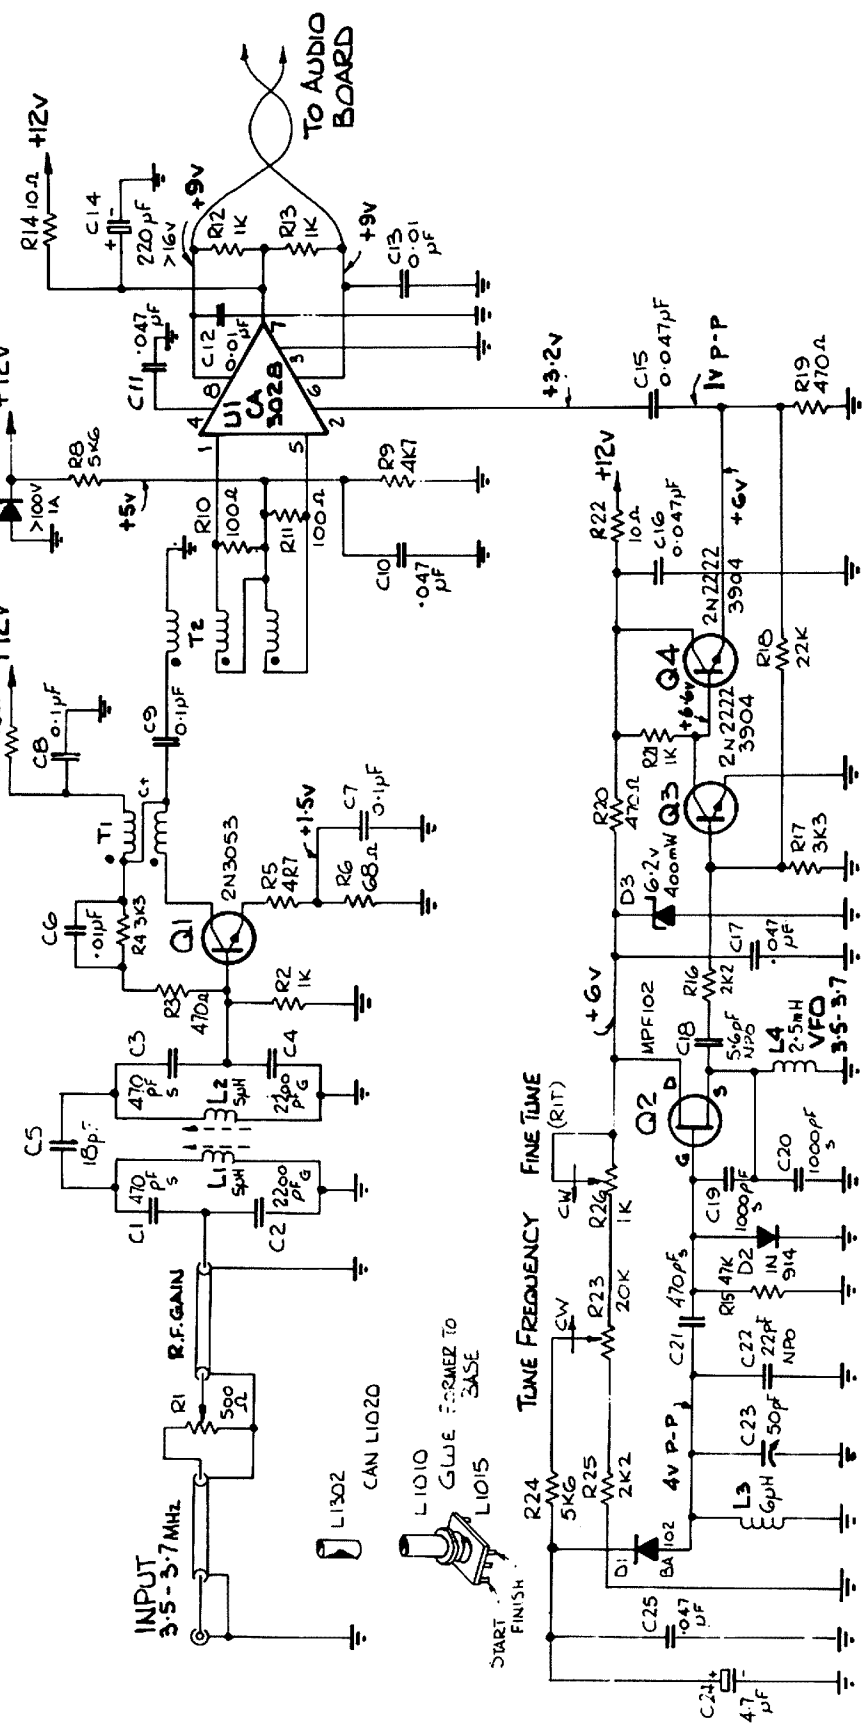 INPUT
3.5-3.7MHz
R1
500
Ω
R.F. GAIN
C1
470
pF
S
C2
2200
pF
G
L1
5µH
C5
18pF
L2
5µH
C3
470
pF
S
C4
2200
pF
G
R3
470Ω
R2
1K
C6
.01µF
R4 3K3
Q1
2N3053
R5
4R7
+1.5v
R6
68Ω
C7
0.1µF
T1
C+
C8
0.1µF
+12v
C9
0.1µF
T2
>100V
1A
+12v
R8
5K6
+5v
R10
100Ω
R11
100Ω
C10
.047
µF
R9
4K7
C11
.047
µF
U1
CA
3028
1
2
3
4
5
6
7
8
C12
0.01
µF
R14 10Ω
+12v
C14
+
-
220µF
>16v
+9v
R12
1K
R13
1K
+9v
C13
0.01
µF
TO AUDIO
BOARD
L1302
CAN L1020
L1010
GLUE FORMER TO
BASE
L1015
START
FINISH
TUNE FREQUENCY
FINE TUNE
(RIT)
R24
5K6
CW
R23
20K
CW
R26
1K
R25
2K2
C24
+
-
4.7
µF
C25
.047
µF
D1
BA 102
4v P-P
L3
6µH
C23
50pF
C22
22pF
NPO
C21
470pF
S
R15 47K
D2
1N
914
C19
1000pF
S
C20
1000pF
S
Q2
MPF102
G
D
S
+6v
C18
5.6pF
NPO
L4
2.5mH
VFO
3.5-3.7
R16
2K2
C17
.047
µF
D3
6.2v
400mW
R20
470Ω
Q3
2N2222
3904
R17
3K3
R21
1K
+6.6v
Q4
2N2222
3904
R18
22K
R22
10Ω
+12v
C16
0.047µF
+6v
+3.2v
C15
0.047µF
1v P-P
R19
470Ω